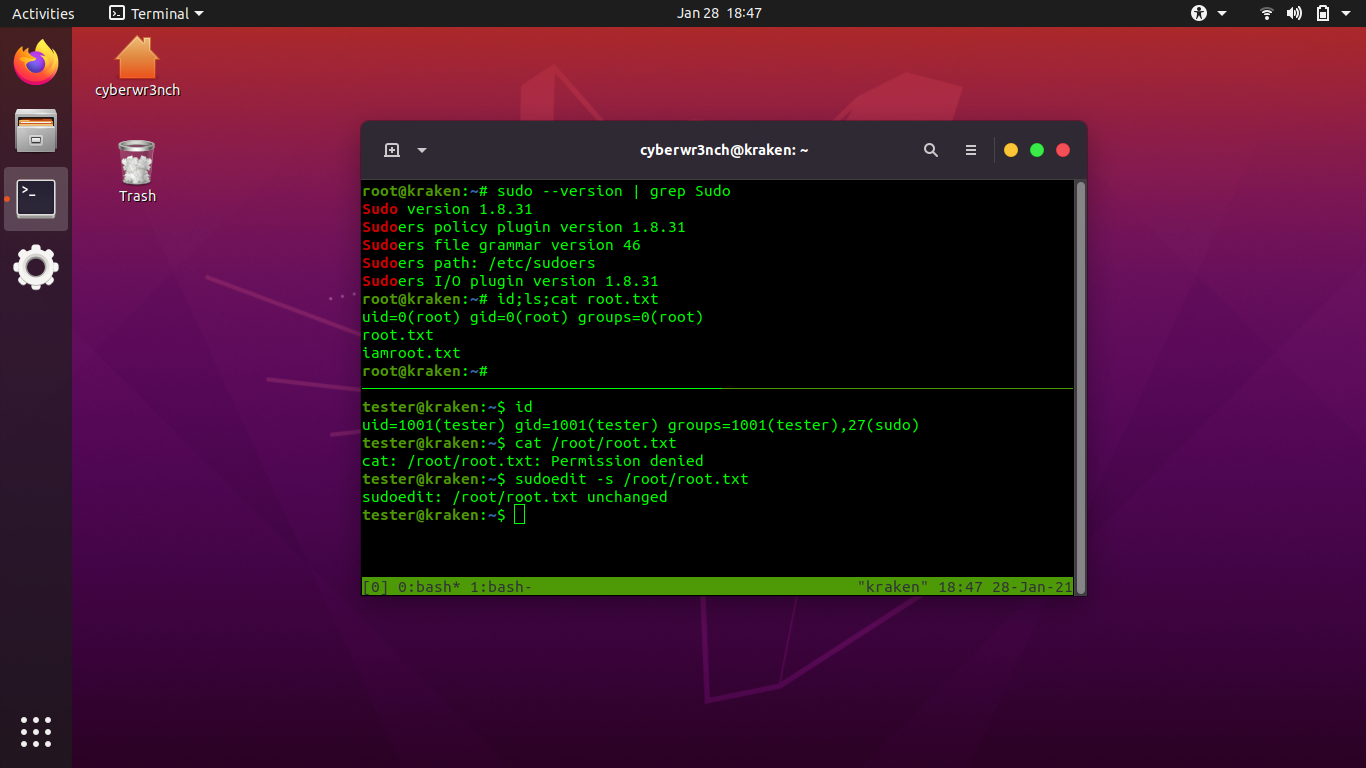 Activities
Terminal
Jan 28 18:47
cyberwr3nch
Trash
cyberwr3nch@kraken: ~
root@kraken:~# sudo --version | grep Sudo
Sudo version 1.8.31
Sudoers policy plugin version 1.8.31
Sudoers file grammar version 46
Sudoers path: /etc/sudoers
Sudoers I/O plugin version 1.8.31
root@kraken:~# id;ls;cat root.txt
uid=0(root) gid=0(root) groups=0(root)
root.txt
iamroot.txt
root@kraken:~#
tester@kraken:~$ id
uid=1001(tester) gid=1001(tester) groups=1001(tester),27(sudo)
tester@kraken:~$ cat /root/root.txt
cat: /root/root.txt: Permission denied
tester@kraken:~$ sudoedit -s /root/root.txt
sudoedit: /root/root.txt unchanged
tester@kraken:~$
[0] 0:bash* 1:bash- "kraken" 18:47 28-Jan-21